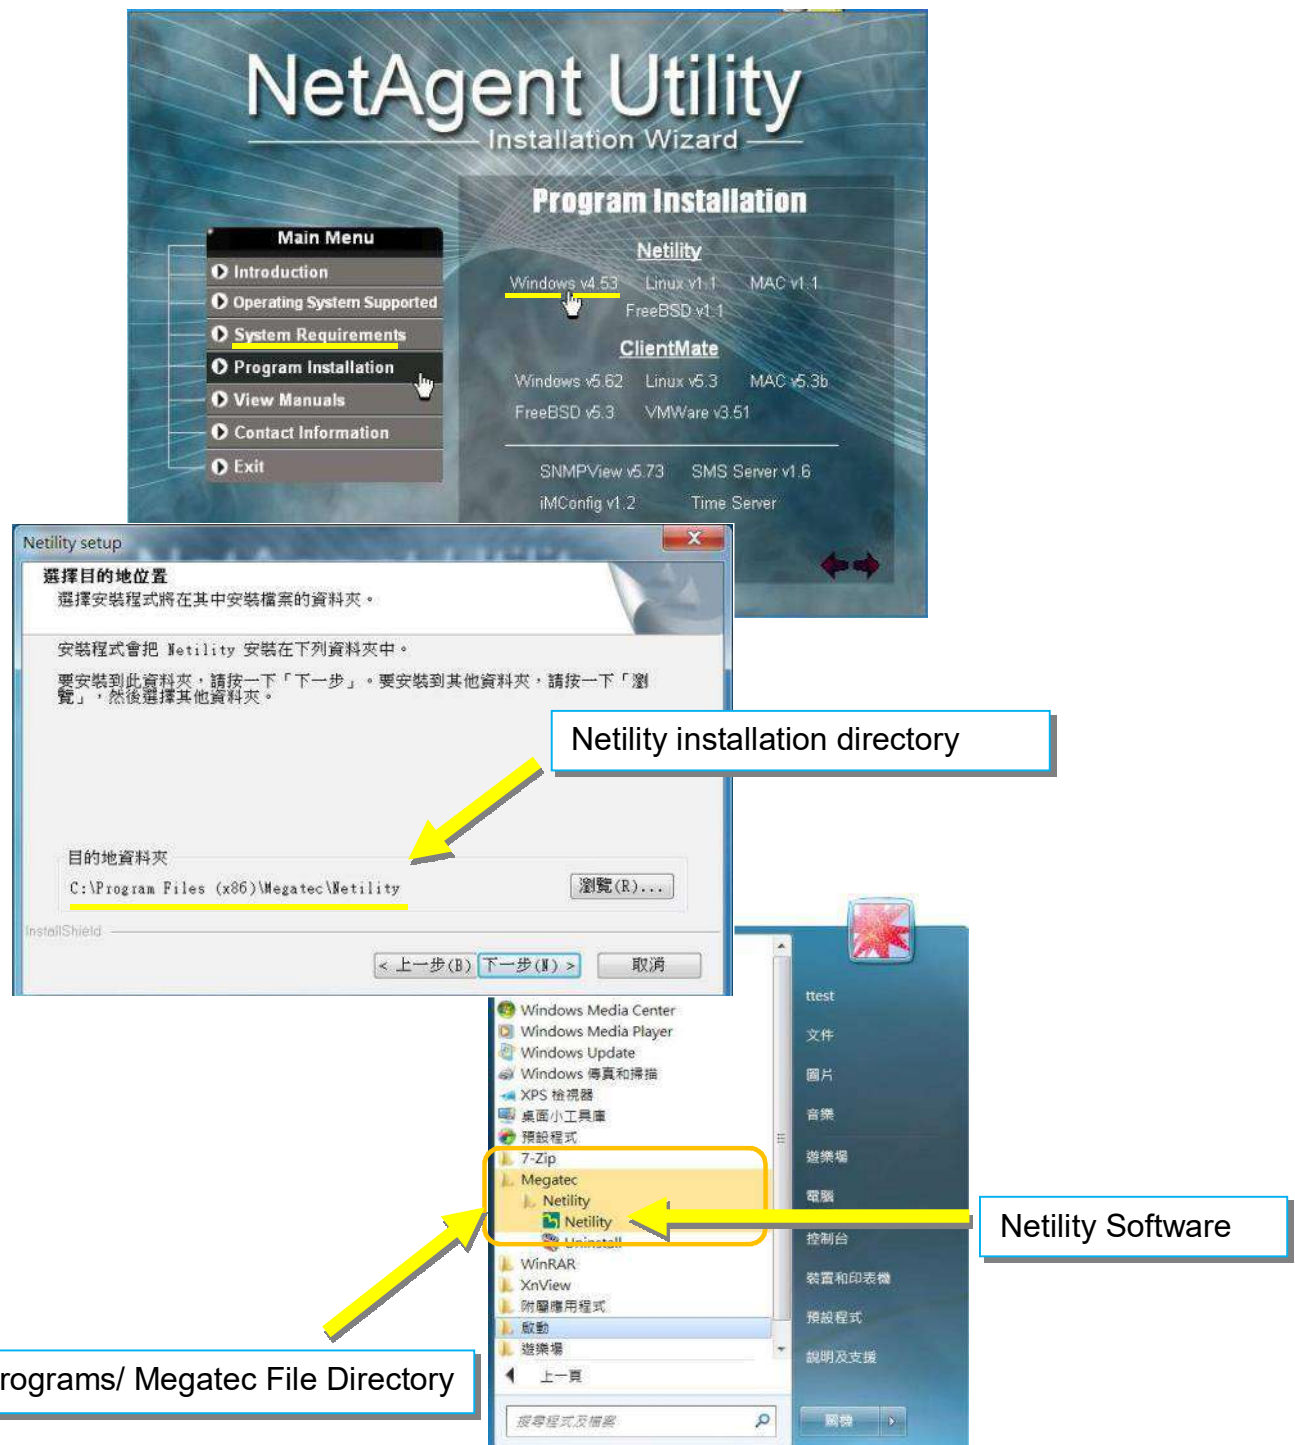 NetAgent Utility
Installation Wizard
Program Installation
Main Menu
Introduction
Operating System Supported
System Requirements
Program Installation
View Manuals
Contact Information
Exit
Netility
Windows v4.53 Linux v1.1 MAC v1.1
FreeBSD v1.1
ClientMate
Windows v5.62 Linux v5.3 MAC v5.3b
FreeBSD v5.3 VMWare v3.51
SNMPView v5.73 SMS Server v1.6
iMConfig v1.2 Time Server
Netility setup
選擇目的地位置
選擇安裝程式將在其中安裝檔案的資料夾。
安裝程式會把 Netility 安裝在下列資料夾中。
要安裝到此資料夾，請按一下「下一步」。要安裝到其他資料夾，請按一下「瀏
覽」，然後選擇其他資料夾。
Netility installation directory
目的地資料夾
C:\Program Files (x86)\Megatec\Netility
瀏覽(R)...
InstallShield
< 上一步(B) 下一步(N) > 取消
Windows Media Center
Windows Media Player
Windows Update
Windows 傳真和掃描
XPS 檢視器
桌面小工具庫
預設程式
7-Zip
Megatec
Netility
Netility
Uninstall
WinRAR
XnView
附屬應用程式
啟動
遊樂場
上一頁
搜尋程式及檔案
ttest
文件
圖片
音樂
遊樂場
電腦
控制台
裝置和印表機
預設程式
說明及支援
關機
Netility Software
rograms/ Megatec File Directory